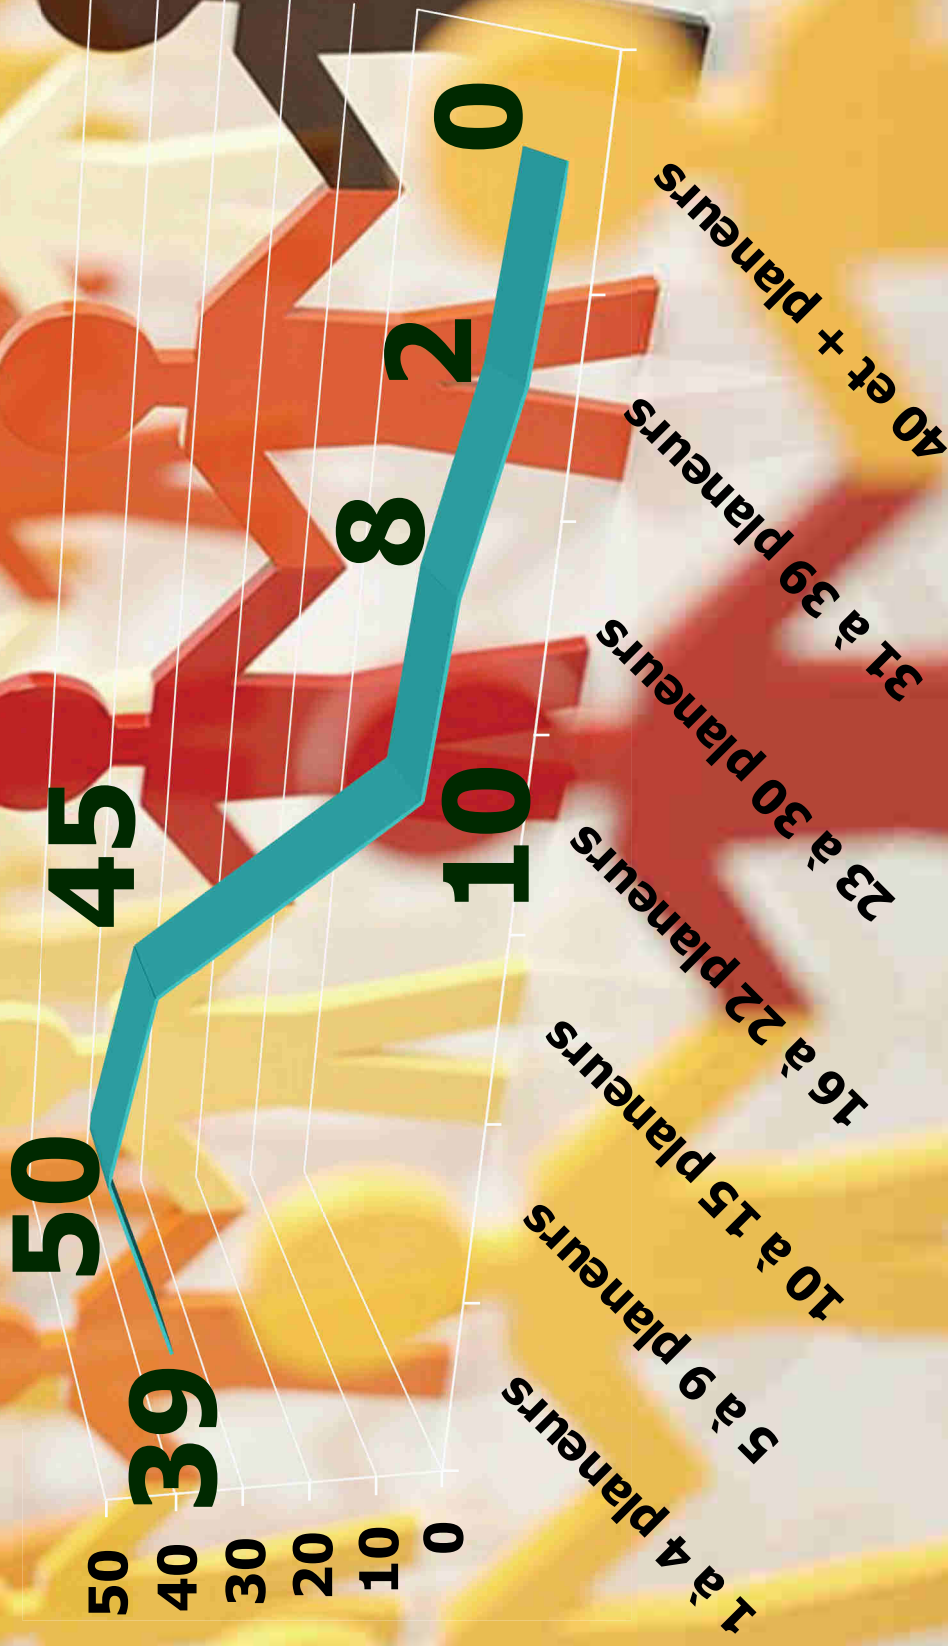 50
40
30
20
10
0
39
50
45
10
8
2
0
1 à 4 planeurs
5 à 9 planeurs
10 à 15 planeurs
16 à 22 planeurs
23 à 30 planeurs
31 à 39 planeurs
40 et + planeurs